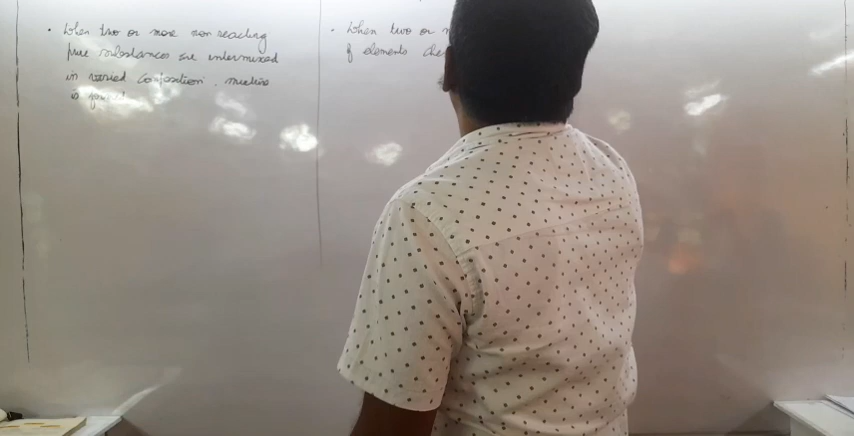 • When two or more non reacting
pure substances are intermixed
in varied composition, mixture
is formed
• When two or
of elements che